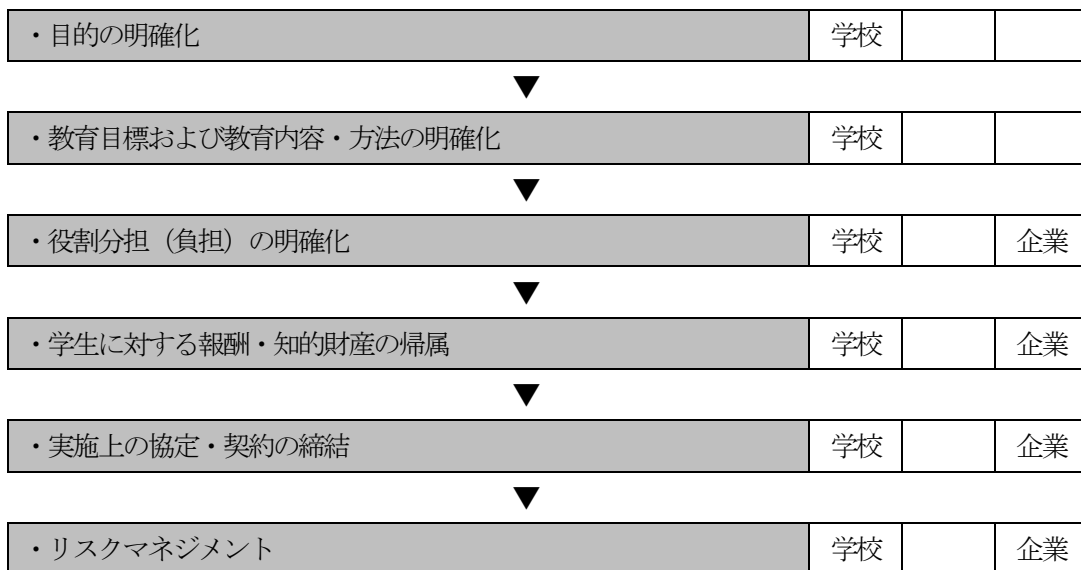 ・目的の明確化 学校
▼
・教育目標および教育内容・方法の明確化 学校
▼
・役割分担（負担）の明確化 学校 企業
▼
・学生に対する報酬・知的財産の帰属 学校 企業
▼
・実施上の協定・契約の締結 学校 企業
▼
・リスクマネジメント 学校 企業